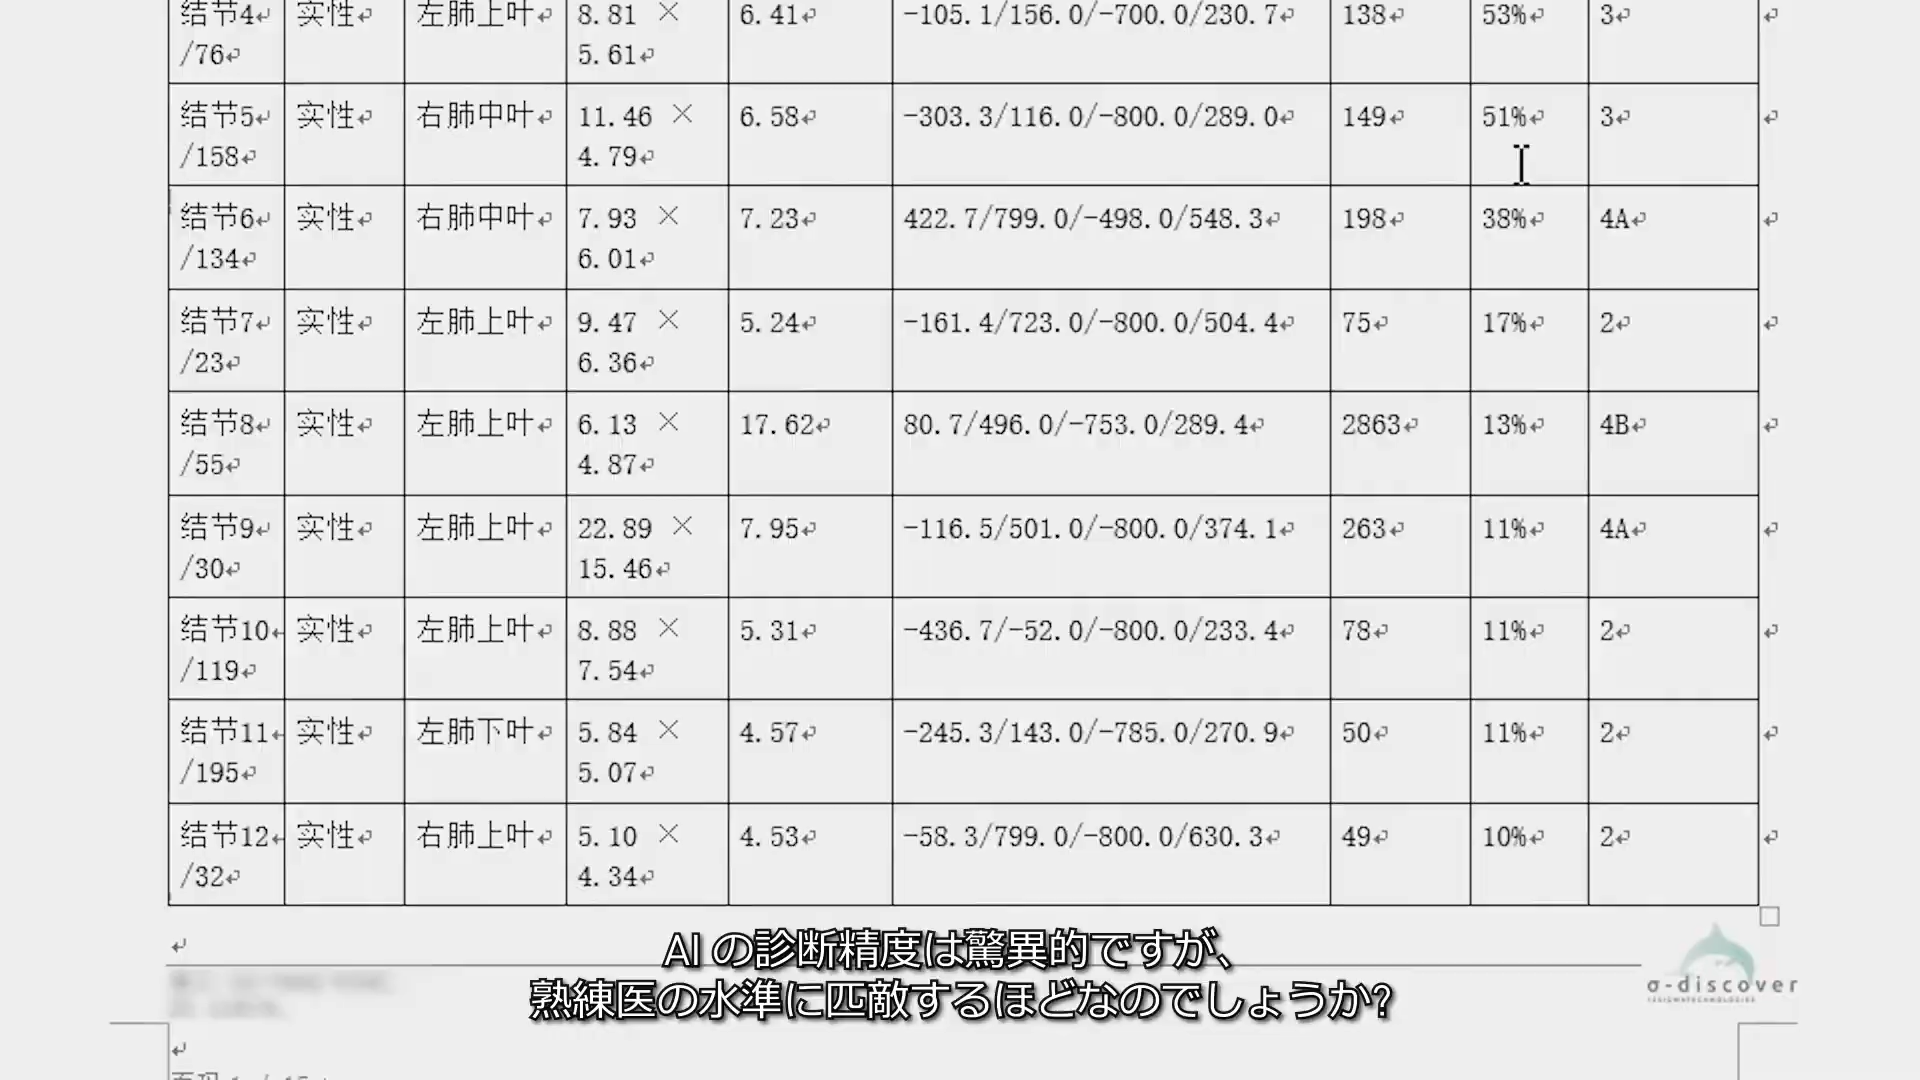 结节4 实性 左肺上叶 8.81 × 6.41 -105.1/156.0/-700.0/230.7 138 53% 3
/76 5.61
结节5 实性 右肺中叶 11.46 × 6.58 -303.3/116.0/-800.0/289.0 149 51% 3
/158 4.79
结节6 实性 右肺中叶 7.93 × 7.23 422.7/799.0/-498.0/548.3 198 38% 4A
/134 6.01
结节7 实性 左肺上叶 9.47 × 5.24 -161.4/723.0/-800.0/504.4 75 17% 2
/23 6.36
结节8 实性 左肺上叶 6.13 × 17.62 80.7/496.0/-753.0/289.4 2863 13% 4B
/55 4.87
结节9 实性 左肺上叶 22.89 × 7.95 -116.5/501.0/-800.0/374.1 263 11% 4A
/30 15.46
结节10 实性 左肺上叶 8.88 × 5.31 -436.7/-52.0/-800.0/233.4 78 11% 2
/119 7.54
结节11 实性 左肺下叶 5.84 × 4.57 -245.3/143.0/-785.0/270.9 50 11% 2
/195 5.07
结节12 实性 右肺上叶 5.10 × 4.53 -58.3/799.0/-800.0/630.3 49 10% 2
/32 4.34
AI の診断精度は驚異的ですが、
熟練医の水準に匹敵するほどなのでしょうか?
σ-discover